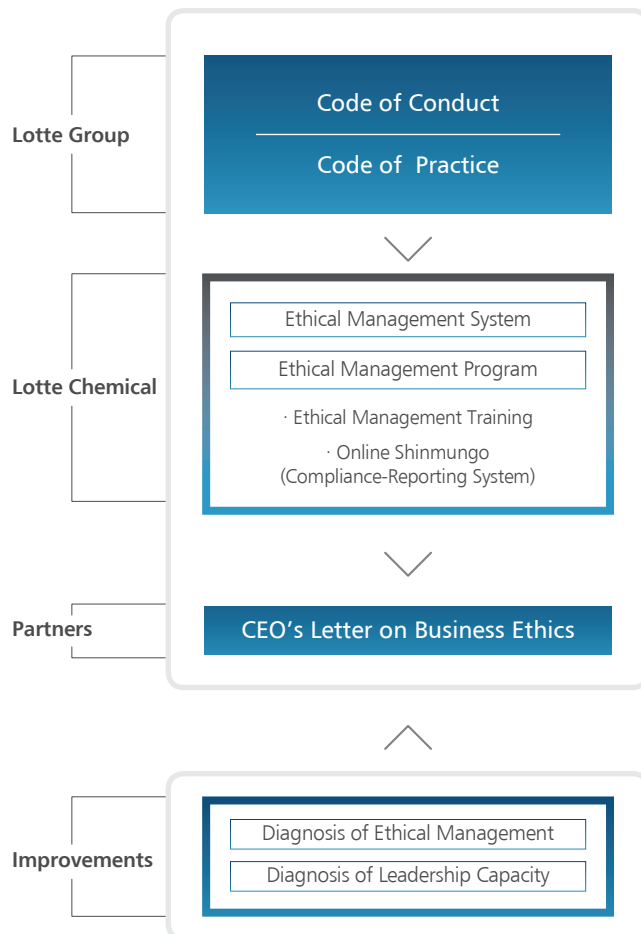 Lotte Group
Code of Conduct
Code of Practice
Lotte Chemical
Ethical Management System
Ethical Management Program
· Ethical Management Training
· Online Shinmungo
(Compliance-Reporting System)
Partners
CEO's Letter on Business Ethics
Improvements
Diagnosis of Ethical Management
Diagnosis of Leadership Capacity